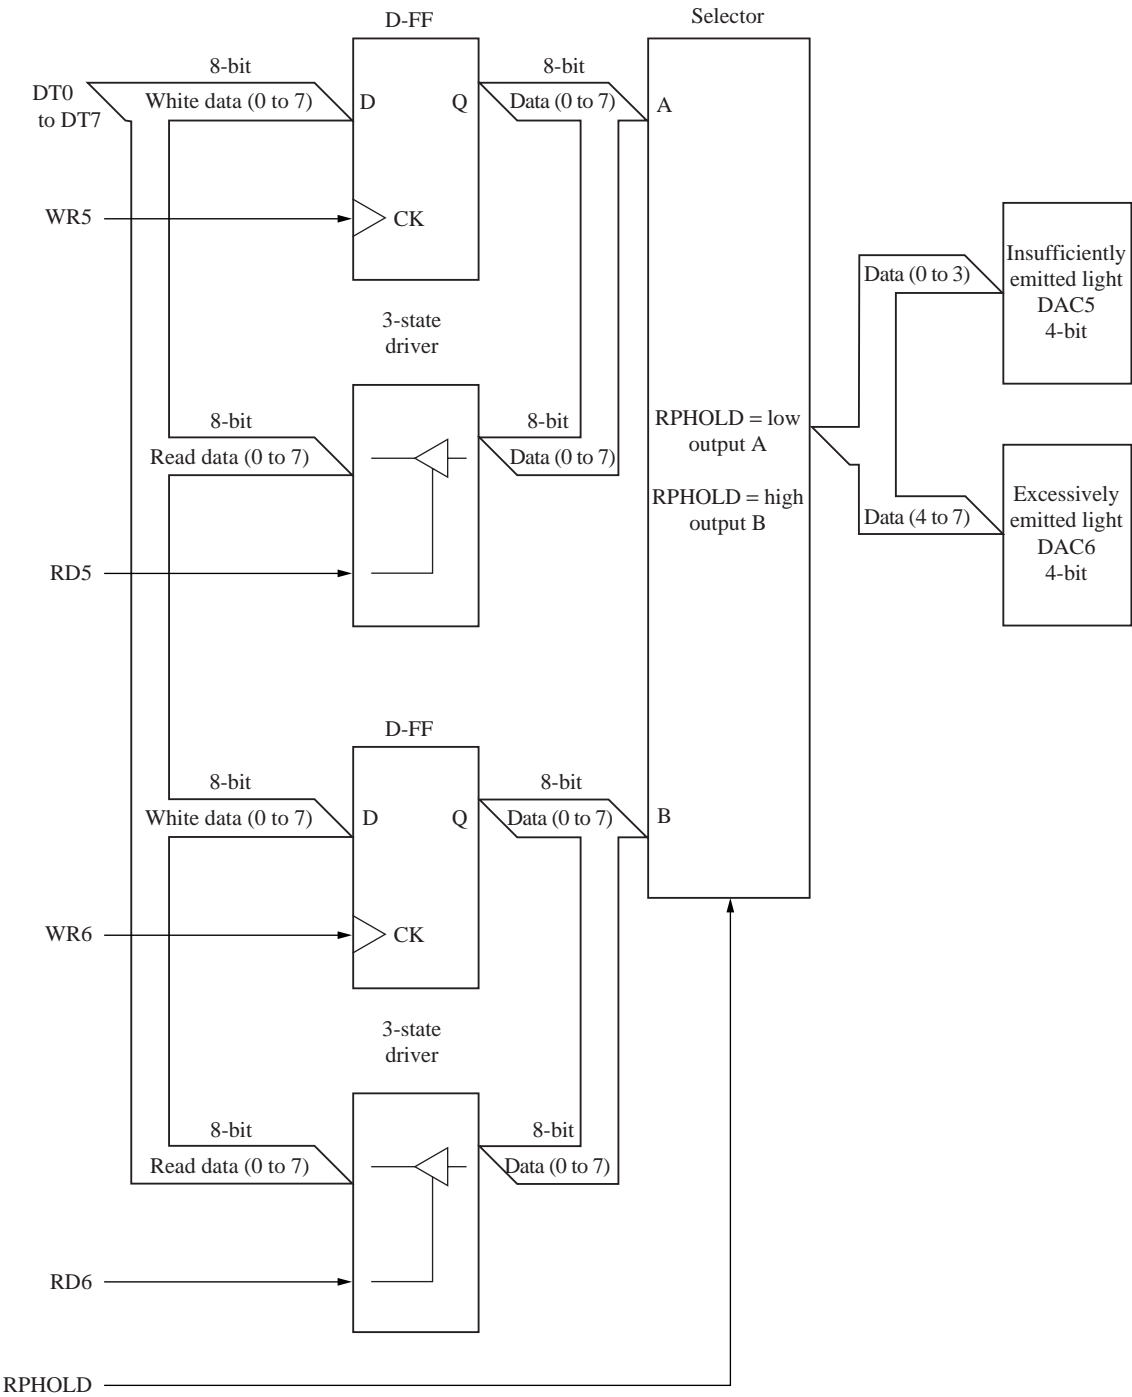 D-FF
Selector
8-bit
8-bit
DT0
to DT7
White data (0 to 7)
D
Q
Data (0 to 7)
A
WR5
CK
Insufficiently
emitted light
DAC5
4-bit
Data (0 to 3)
3-state
driver
8-bit
8-bit
RPHOLD = low
output A
Read data (0 to 7)
Data (0 to 7)
RPHOLD = high
output B
Data (4 to 7)
Excessively
emitted light
DAC6
4-bit
RD5
D-FF
8-bit
8-bit
White data (0 to 7)
D
Q
Data (0 to 7)
B
WR6
CK
3-state
driver
8-bit
8-bit
Read data (0 to 7)
Data (0 to 7)
RD6
RPHOLD